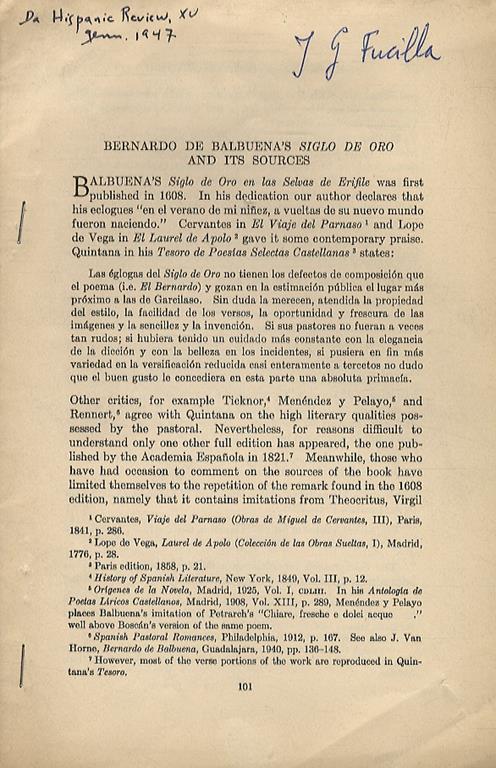 Da Hispanic Review, XV
genn. 1947
J G Fucilla
BERNARDO DE BALBUENA'S SIGLO DE ORO
AND ITS SOURCES
BALBUENA'S Siglo de Oro en las Selvas de Erifile was first
published in 1608. In his dedication our author declares that
his eclogues "en el verano de mi niñez, a vueltas de su nuevo mundo
fueron naciendo." Cervantes in El Viaje del Parnaso ¹ and Lope
de Vega in El Laurel de Apolo ² gave it some contemporary praise.
Quintana in his Tesoro de Poesías Selectas Castellanas ³ states:
Las églogas del Siglo de Oro no tienen los defectos de composición que
el poema (i.e. El Bernardo) y gozan en la estimación pública el lugar más
próximo a las de Garcilaso. Sin duda la merecen, atendida la propiedad
del estilo, la facilidad de los versos, la oportunidad y frescura de las
imágenes y la sencillez y la invención. Si sus pastores no fueran a veces
tan rudos; si hubiera tenido un cuidado más constante con la elegancia
de la dicción y con la belleza en los incidentes, si pusiera en fin más
variedad en la versificación reducida casi enteramente a tercetos no dudo
que el buen gusto le concediera en esta parte una absoluta primacía.
Other critics, for example Ticknor,⁴ Menéndez y Pelayo,⁵ and
Rennert,⁶ agree with Quintana on the high literary qualities pos-
sessed by the pastoral. Nevertheless, for reasons difficult to
understand only one other full edition has appeared, the one pub-
lished by the Academia Española in 1821.⁷ Meanwhile, those who
have had occasion to comment on the sources of the book have
limited themselves to the repetition of the remark found in the 1608
edition, namely that it contains imitations from Theocritus, Virgil
¹ Cervantes, Viaje del Parnaso (Obras de Miguel de Cervantes, III), Paris,
1841, p. 286.
² Lope de Vega, Laurel de Apolo (Colección de las Obras Sueltas, I), Madrid,
1776, p. 28.
³ Paris edition, 1858, p. 21.
⁴ History of Spanish Literature, New York, 1849, Vol. III, p. 12.
⁵ Orígenes de la Novela, Madrid, 1925, Vol. I, CDLIII. In his Antología de
Poetas Líricos Castellanos, Madrid, 1908, Vol. XIII, p. 289, Menéndez y Pelayo
places Balbuena's imitation of Petrarch's "Chiare, fresche e dolci acque ."
well above Boscán's version of the same poem.
⁶ Spanish Pastoral Romances, Philadelphia, 1912, p. 167. See also J. Van
Horne, Bernardo de Balbuena, Guadalajara, 1940, pp. 136-148.
⁷ However, most of the verse portions of the work are reproduced in Quin-
tana's Tesoro.
101